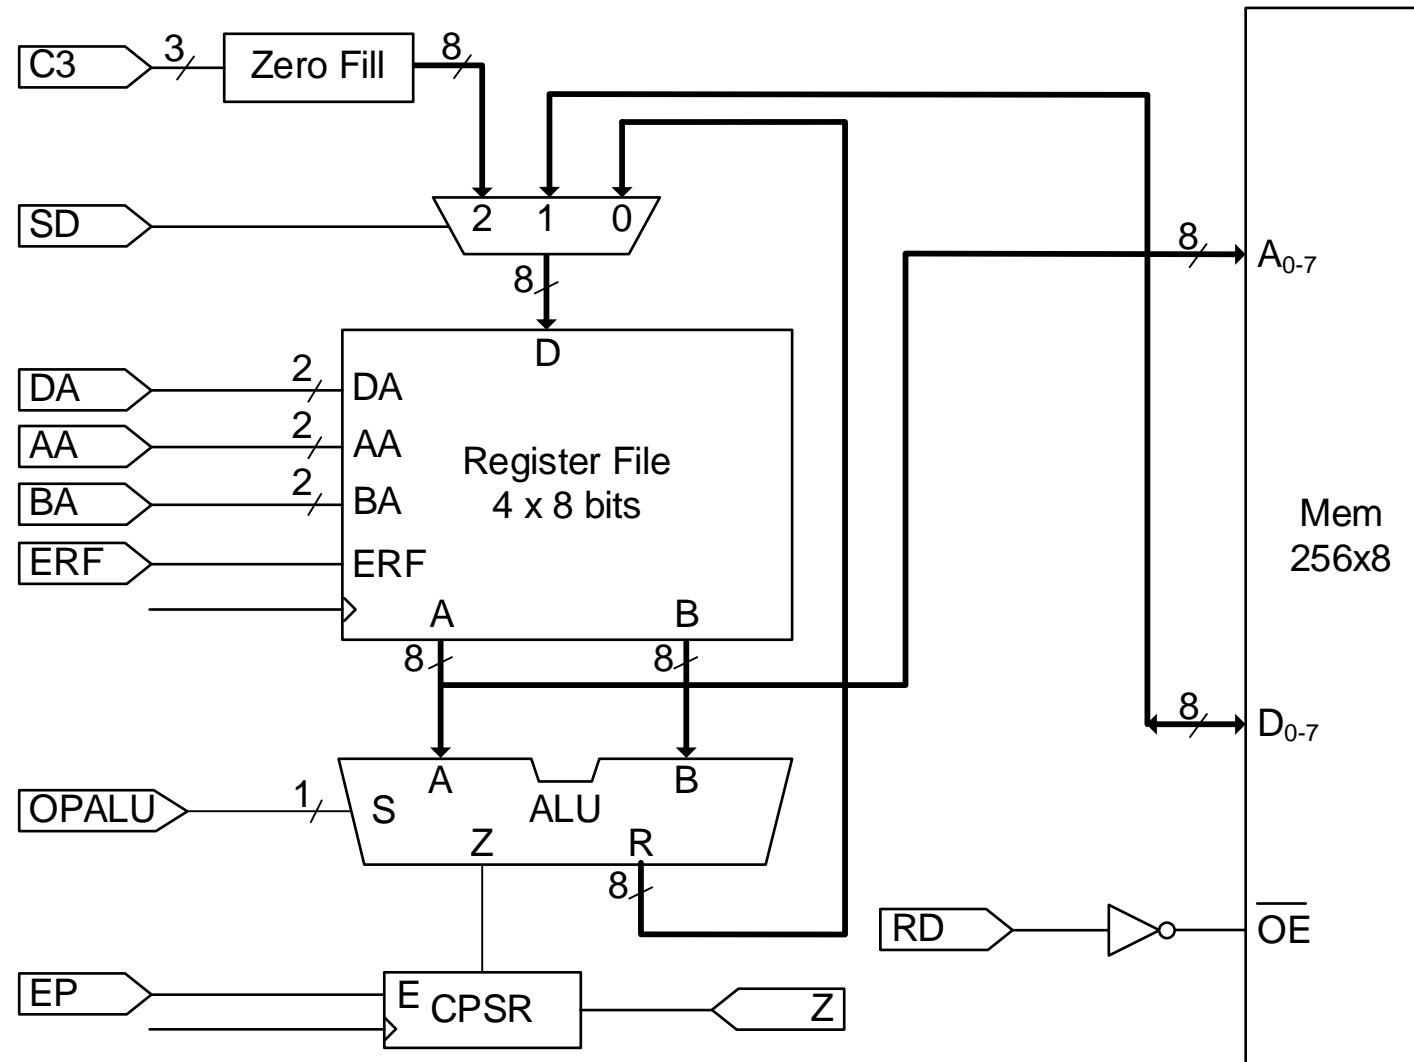 C3
3
Zero Fill
8
SD
2 1 0
8
8
A0-7
D
DA
2
DA
AA
2
AA
BA
2
BA
Register File
4 x 8 bits
Mem
256x8
ERF
ERF
A
B
8
8
8
D0-7
OPALU
1
S
A
ALU
B
Z
R
8
RD
OE
EP
E
CPSR
Z